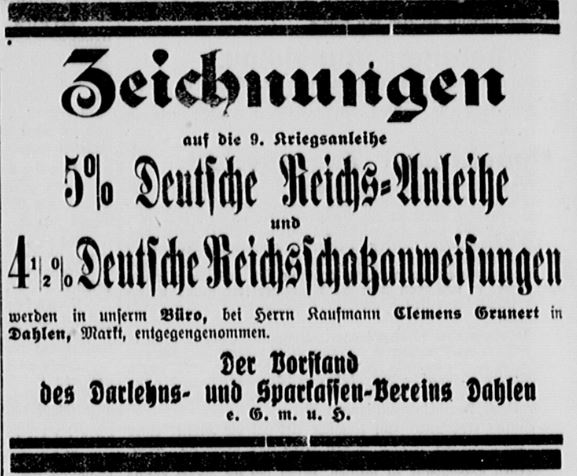 Zeichnungen
auf die 9. Kriegsanleihe
5% Deutsche Reichs-Anleihe
und
4½% Deutsche Reichsschatzanweisungen
werden in unserm Büro, bei Herrn Kaufmann Clemens Grunert in
Dahlen, Markt, entgegengenommen.
Der Vorstand
des Darlehns- und Sparkassen-Vereins Dahlen
e. G. m. u. H.